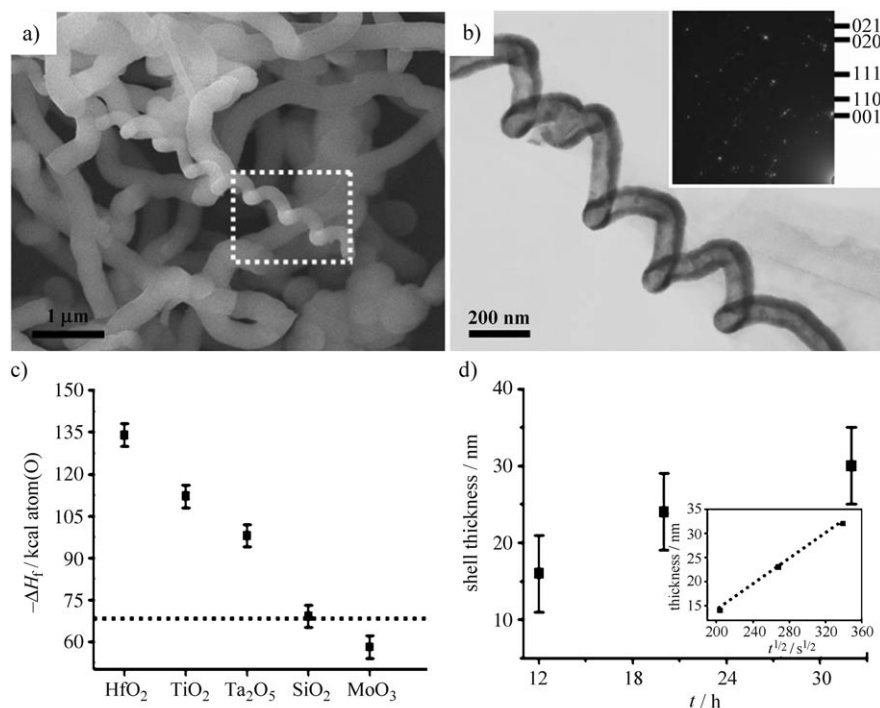 a)
1 µm
b)
021
020
111
110
001
200 nm
c)
150
135
120
105
90
75
60
–ΔHf / kcal atom(O)
HfO2
TiO2
Ta2O5
SiO2
MoO3
d)
40
30
20
10
shell thickness / nm
12
18
24
30
t / h
35
30
25
20
15
thickness / nm
200
240
280
320
360
t1/2 / s1/2